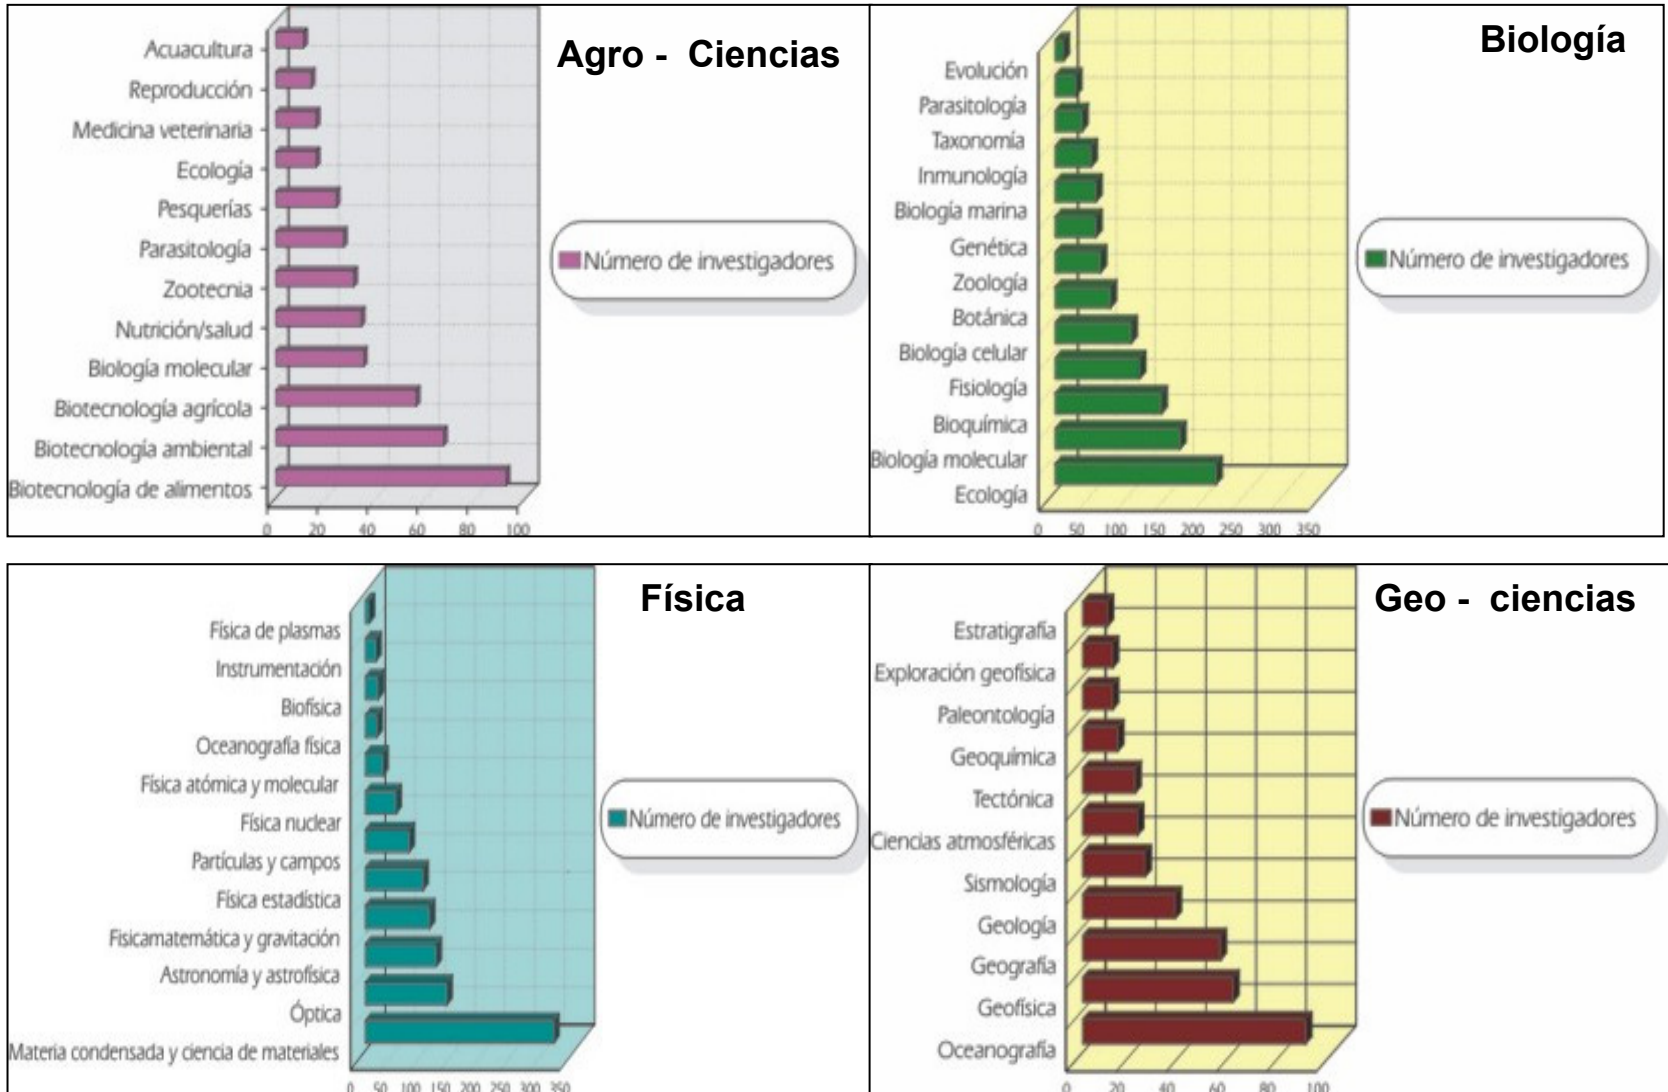 Agro - Ciencias
Acuacultura
Reproducción
Medicina veterinaria
Ecología
Pesquerías
Parasitología
Zootecnia
Nutrición/salud
Biología molecular
Biotecnología agrícola
Biotecnología ambiental
Biotecnología de alimentos
0 20 40 60 80 100
Número de investigadores
Biología
Evolución
Parasitología
Taxonomía
Inmunología
Biología marina
Genética
Zoología
Botánica
Biología celular
Fisiología
Bioquímica
Biología molecular
Ecología
0 50 100 150 200 250 300 350
Número de investigadores
Física
Física de plasmas
Instrumentación
Biofísica
Oceanografía física
Física atómica y molecular
Física nuclear
Partículas y campos
Física estadística
Fisicamatemática y gravitación
Astronomía y astrofísica
Óptica
Materia condensada y ciencia de materiales
0 50 100 150 200 250 300 350
Número de investigadores
Geo - ciencias
Estratigrafía
Exploración geofísica
Paleontología
Geoquímica
Tectónica
Ciencias atmosféricas
Sismología
Geología
Geografía
Geofísica
Oceanografía
0 20 40 60 80 100
Número de investigadores